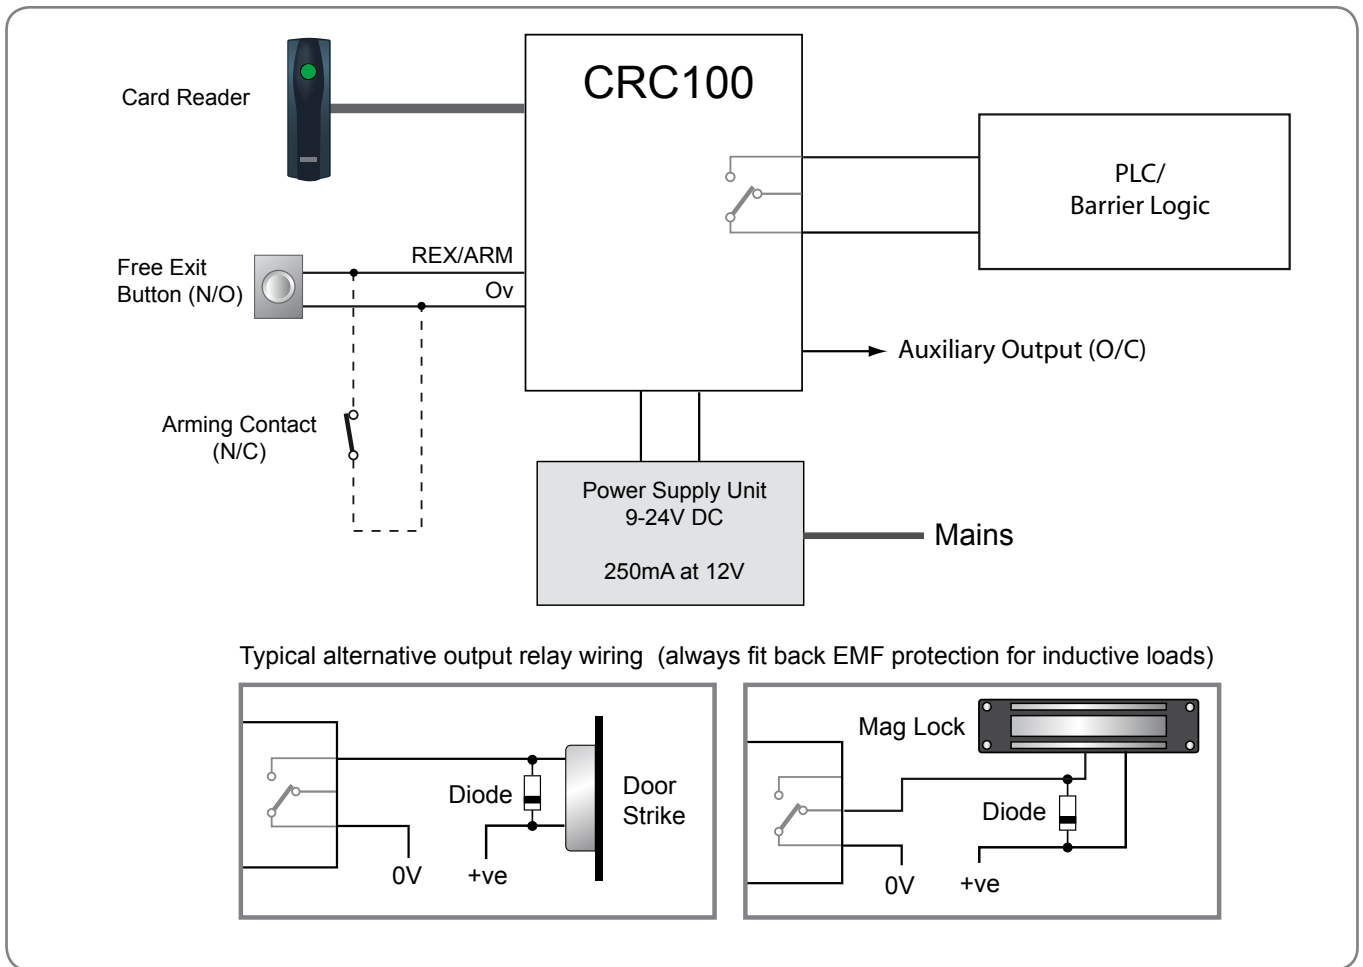 CRC100
Card Reader
PLC/
Barrier Logic
REX/ARM
Free Exit
Button (N/O)
Ov
Auxiliary Output (O/C)
Arming Contact
(N/C)
Power Supply Unit
9-24V DC
250mA at 12V
Mains
Typical alternative output relay wiring (always fit back EMF protection for inductive loads)
Diode
Door
Strike
0V
+ve
Mag Lock
Diode
0V
+ve